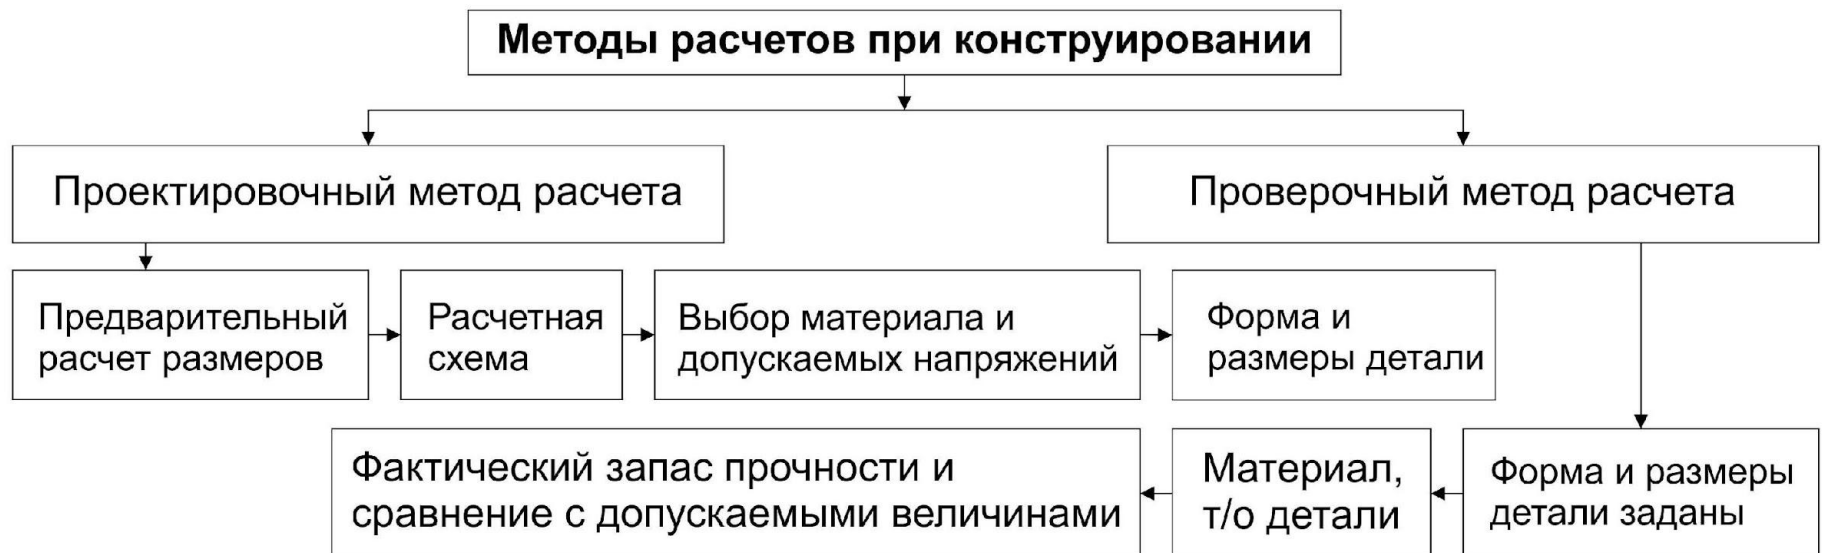 Методы расчетов при конструировании
Проектировочный метод расчета
Проверочный метод расчета
Предварительный
расчет размеров
Расчетная
схема
Выбор материала и
допускаемых напряжений
Форма и
размеры детали
Фактический запас прочности и
сравнение с допускаемыми величинами
Материал,
т/о детали
Форма и размеры
детали заданы